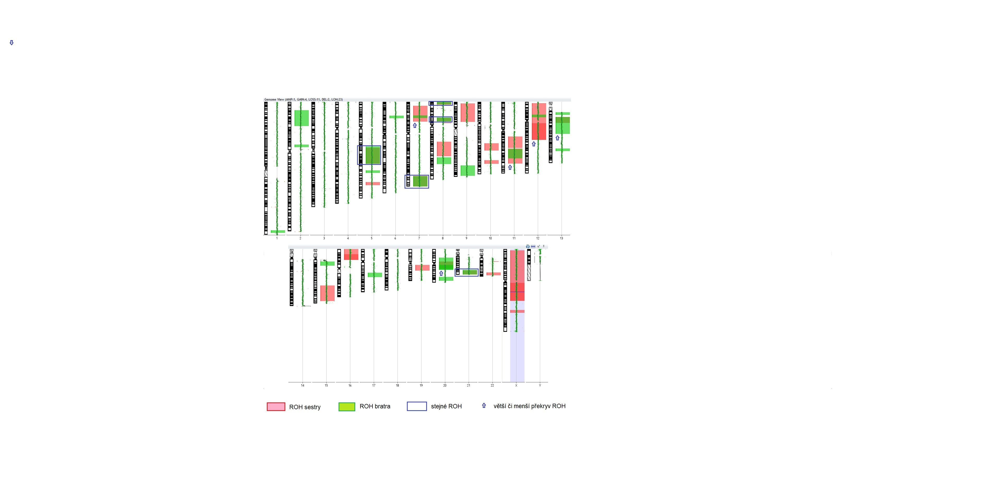 Genome View (AMP:1, GAIN:4, LOSS:11, DEL:2, LOH:23)
1 2 3 4 5 6 7 8 9 10 11 12 13
14 15 16 17 18 19 20 21 22 X Y
ROH sestry ROH bratra stejné ROH větší či menší překryv ROH